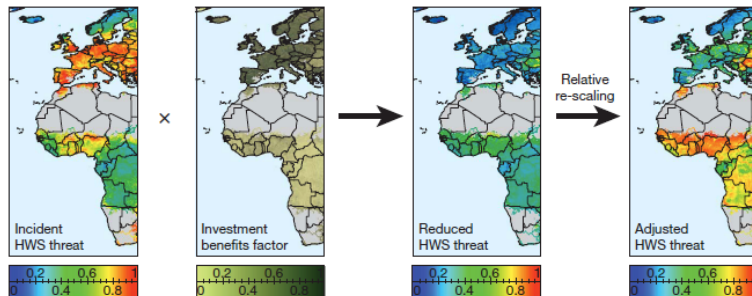 Relative
re-scaling
×
Incident
HWS threat
Investment
benefits factor
Reduced
HWS threat
Adjusted
HWS threat
0.2 0.6 1
0 0.4 0.8
0.2 0.6 1
0 0.4 0.8
0.2 0.6 1
0 0.4 0.8
0.2 0.6 1
0 0.4 0.8